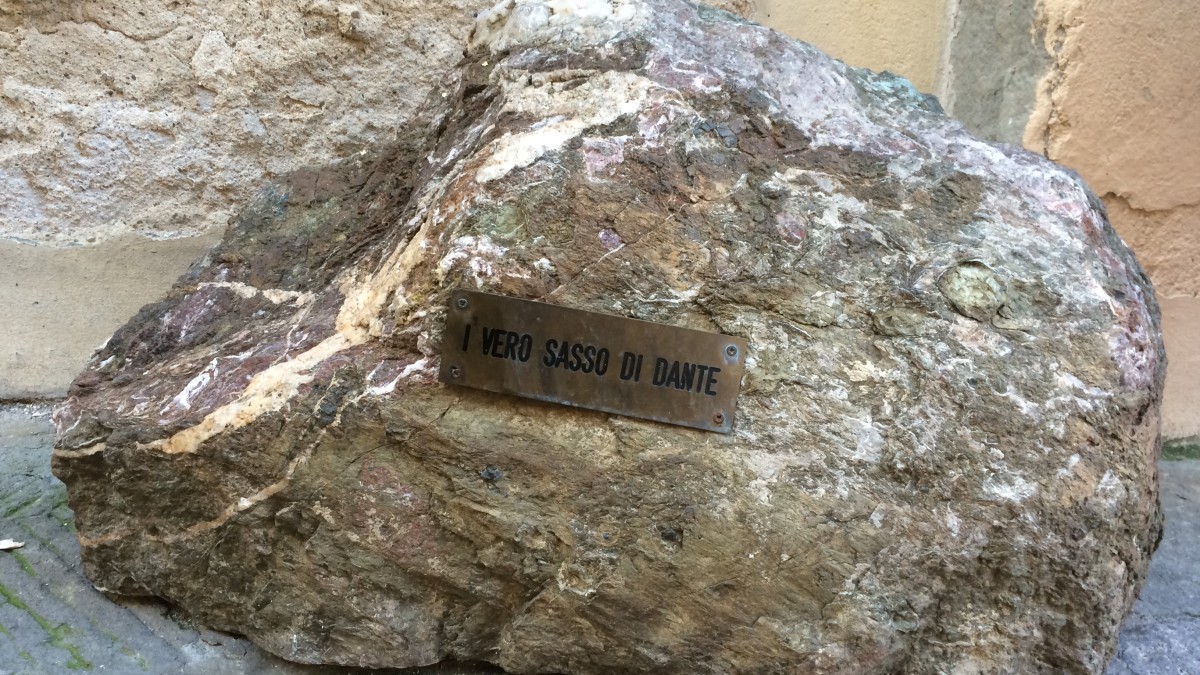 I VERO SASSO DI DANTE